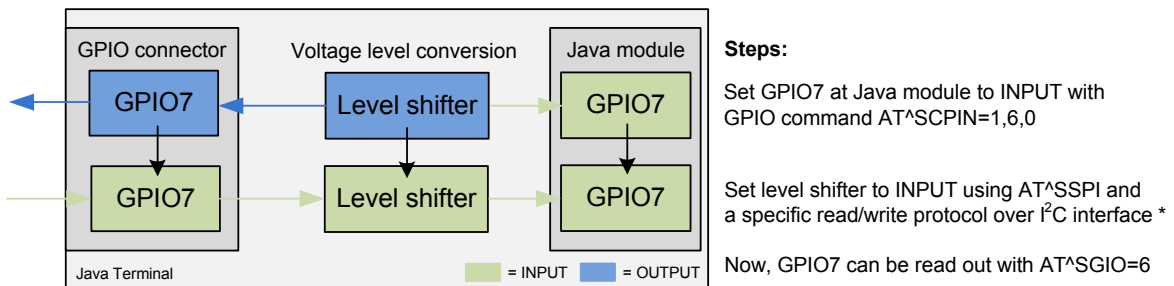 GPIO connector
Voltage level conversion
Java module
Steps:
GPIO7
Level shifter
GPIO7
Set GPIO7 at Java module to INPUT with
GPIO command AT^SCPIN=1,6,0
GPIO7
Level shifter
GPIO7
Set level shifter to INPUT using AT^SSPI and
a specific read/write protocol over I²C interface *
Java Terminal
= INPUT
= OUTPUT
Now, GPIO7 can be read out with AT^SGIO=6